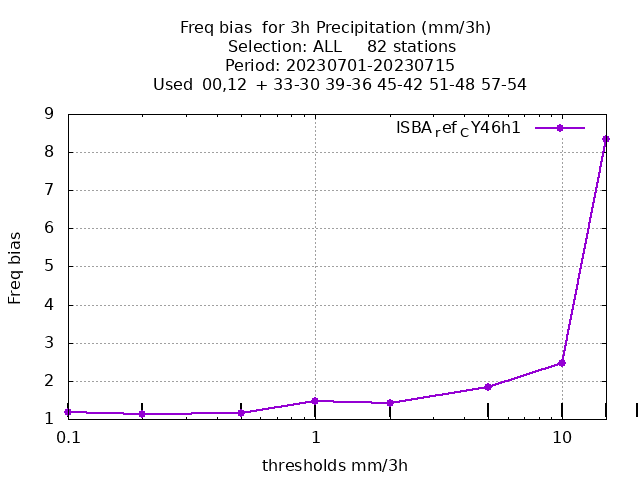 Freq bias  for 3h Precipitation (mm/3h)
Selection: ALL     82 stations
Period: 20230701-20230715
Used  00,12  + 33-30 39-36 45-42 51-48 57-54
ISBA_ref_CY46h1
9
8
7
6
5
4
3
2
1
Freq bias
0.1 1 10
thresholds mm/3h